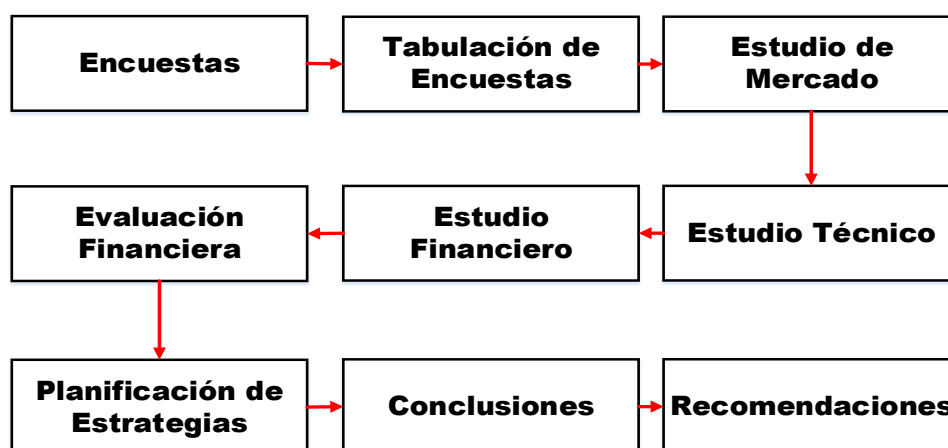 Encuestas
Tabulación de
Encuestas
Estudio de
Mercado
Evaluación
Financiera
Estudio
Financiero
Estudio Técnico
Planificación de
Estrategias
Conclusiones
Recomendaciones